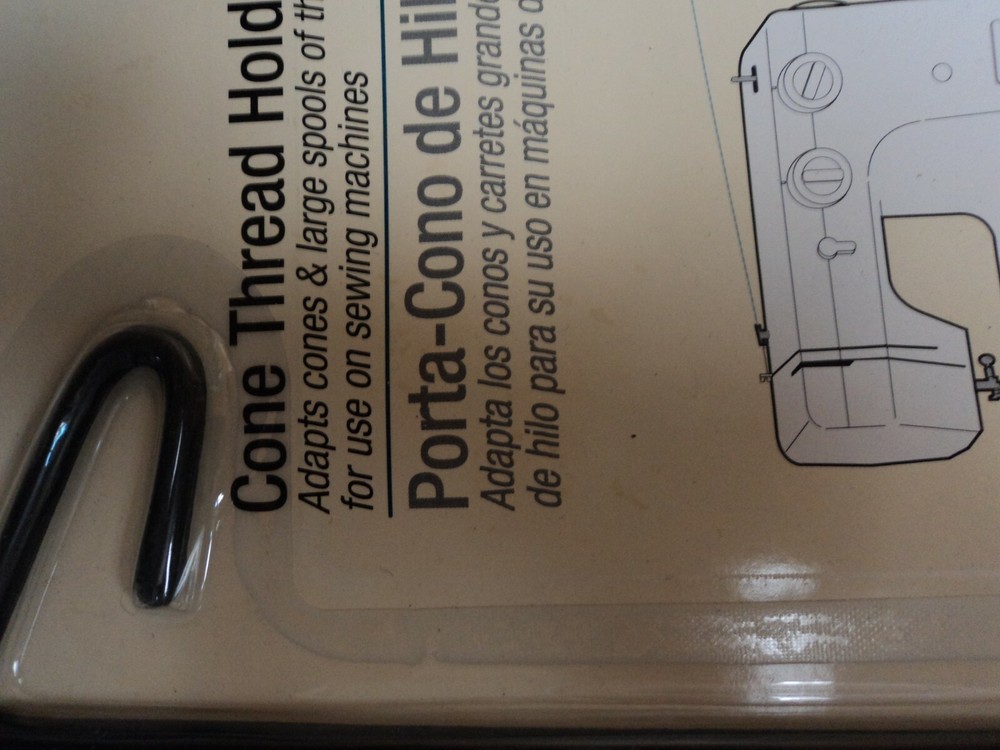 Cone Thread Hold
Adapts cones & large spools of th
for use on sewing machines
Porta-Cono de Hil
Adapta los conos y carretes grande
de hilo para su uso en máquinas d